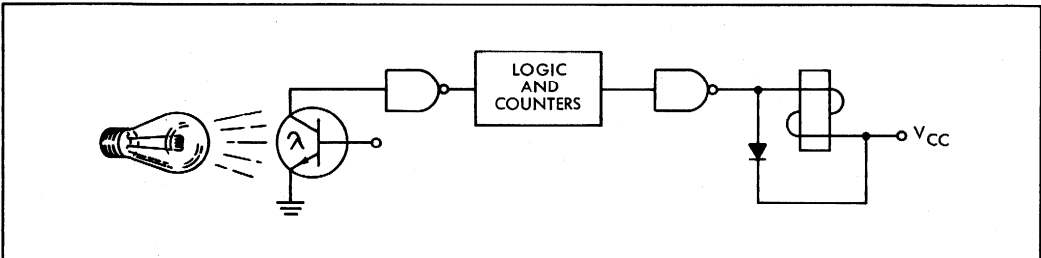 λ
LOGIC
AND
COUNTERS
VCC